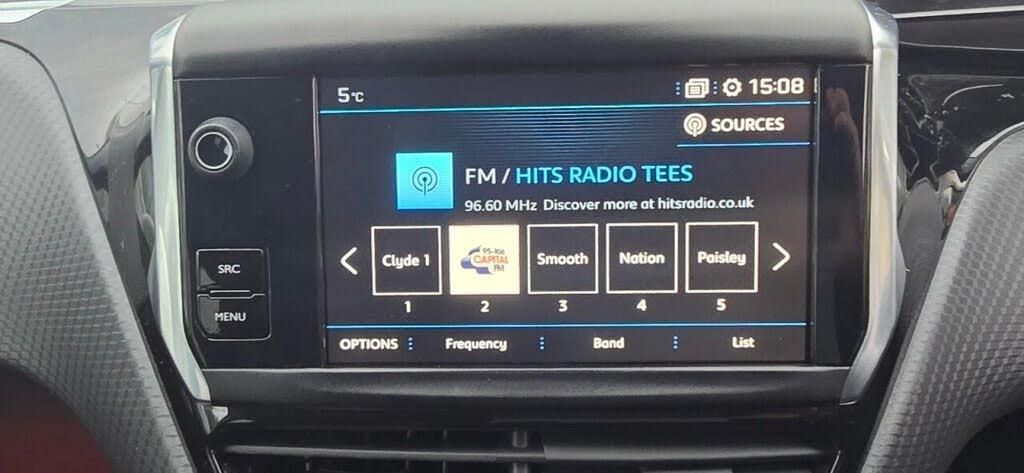 5°C 15:08
SOURCES
FM / HITS RADIO TEES
96.60 MHz Discover more at hitsradio.co.uk
Clyde 1 95-106 CAPITAL FM Smooth Nation Paisley
1 2 3 4 5
SRC
MENU
OPTIONS Frequency Band List